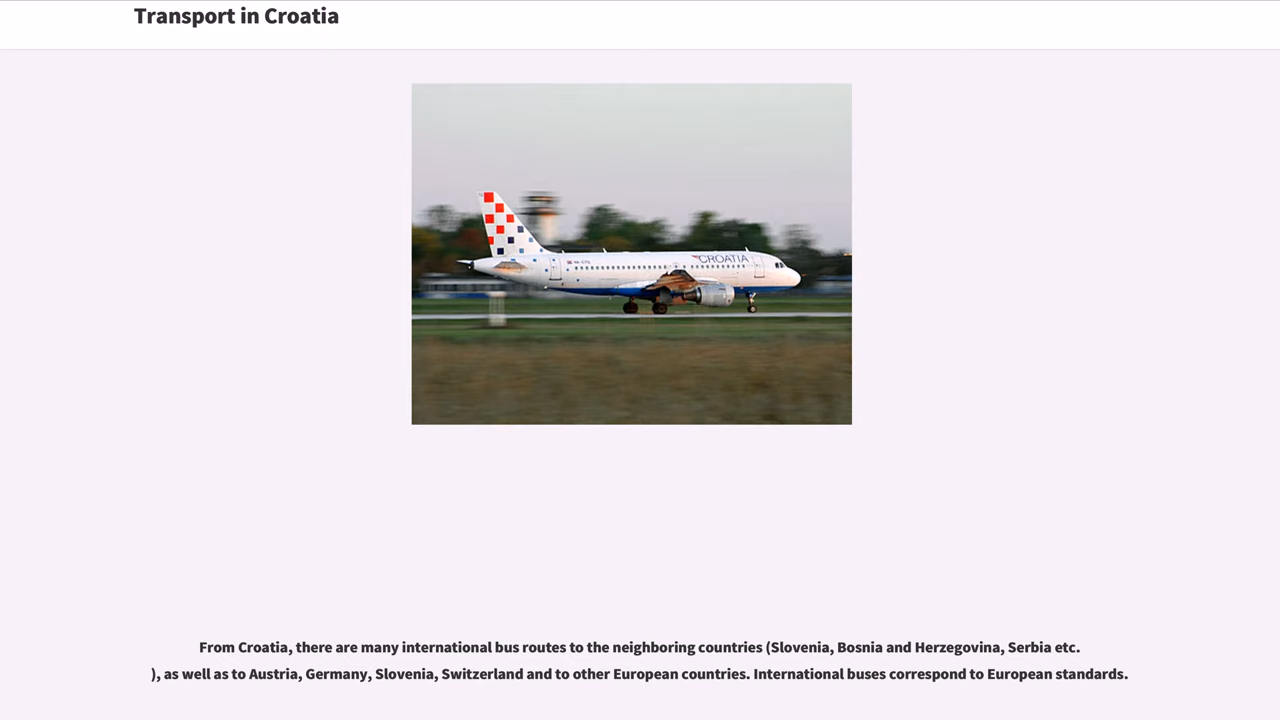 Transport in Croatia
CROATIA
From Croatia, there are many international bus routes to the neighboring countries (Slovenia, Bosnia and Herzegovina, Serbia etc.
), as well as to Austria, Germany, Slovenia, Switzerland and to other European countries. International buses correspond to European standards.